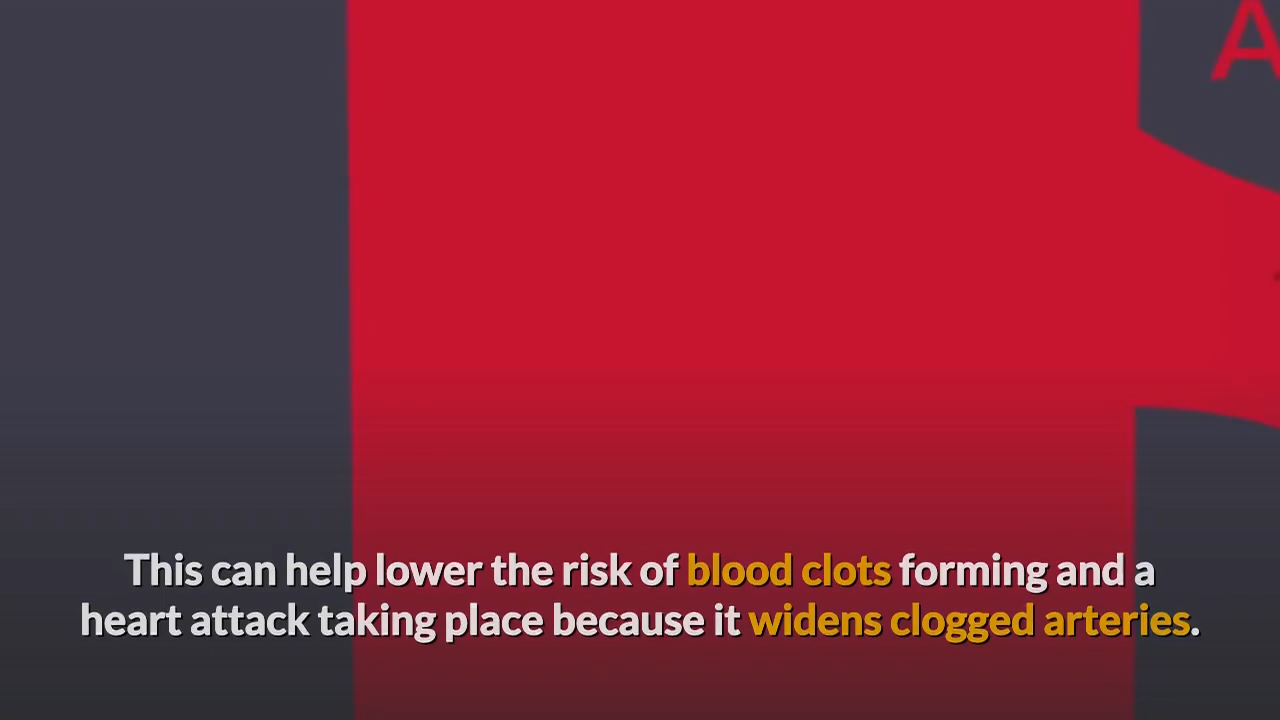 A
This can help lower the risk of blood clots forming and a
heart attack taking place because it widens clogged arteries.